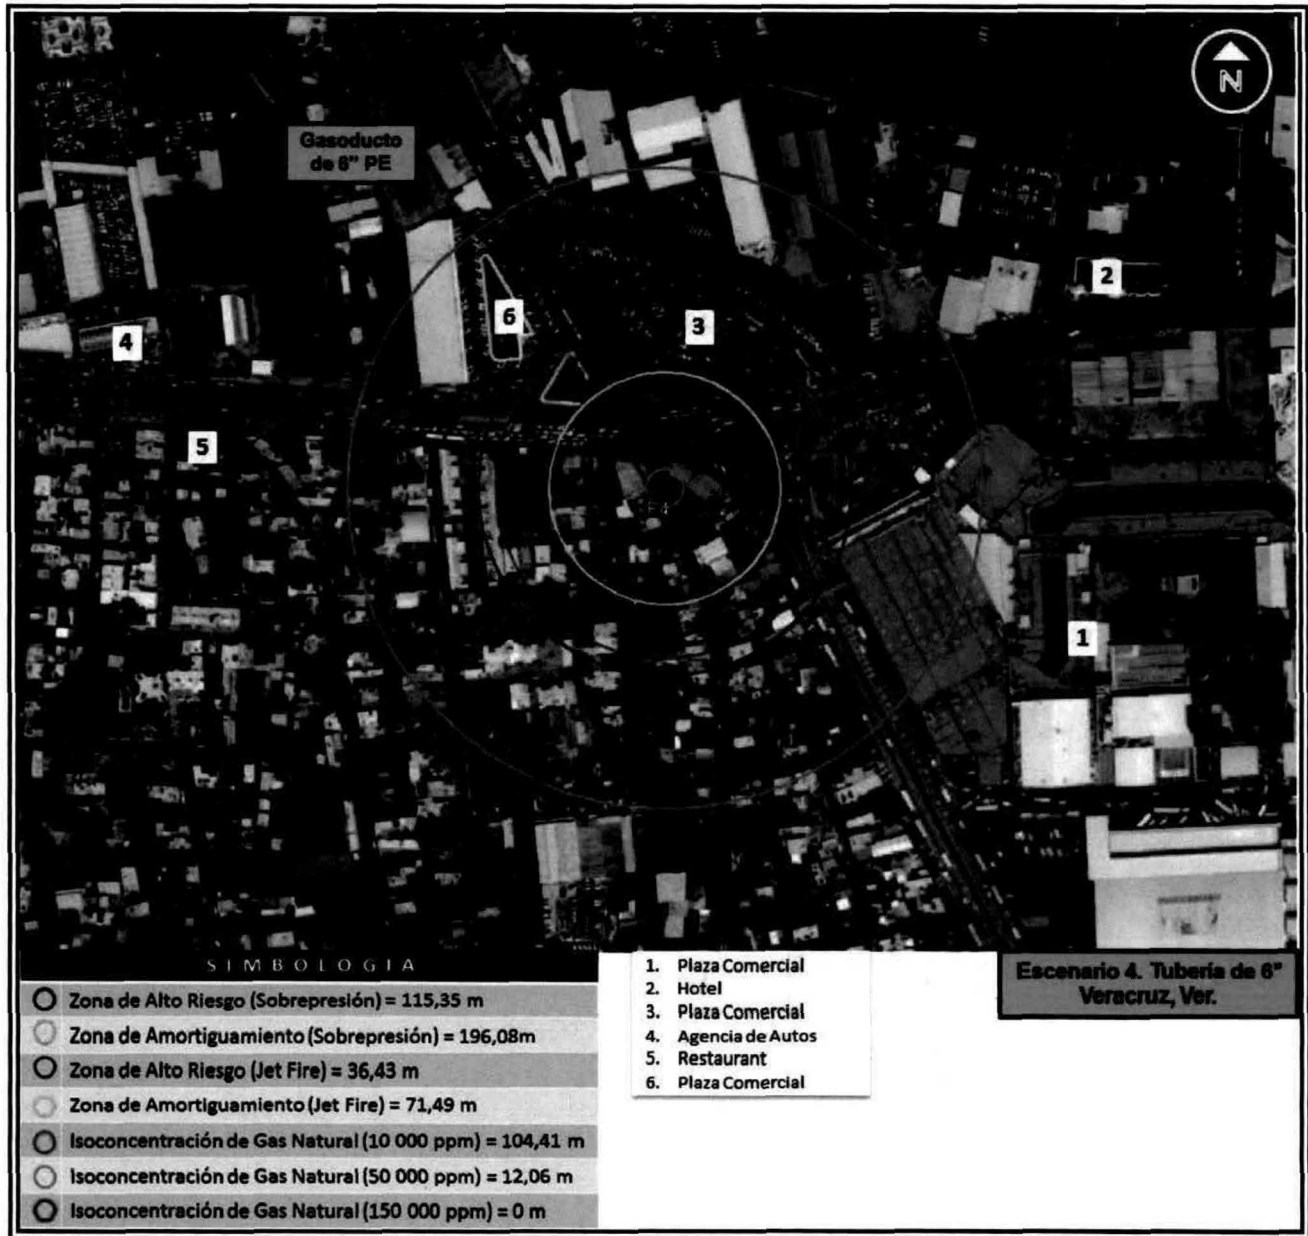 N
Gasoducto
de 6" PE
2
6
3
4
5
1
SIMBOLOGIA
Zona de Alto Riesgo (Sobrepresión) = 115,35 m
Zona de Amortiguamiento (Sobrepresión) = 196,08m
Zona de Alto Riesgo (Jet Fire) = 36,43 m
Zona de Amortiguamiento (Jet Fire) = 71,49 m
Isoconcentración de Gas Natural (10 000 ppm) = 104,41 m
Isoconcentración de Gas Natural (50 000 ppm) = 12,06 m
Isoconcentración de Gas Natural (150 000 ppm) = 0 m
1. Plaza Comercial
2. Hotel
3. Plaza Comercial
4. Agencia de Autos
5. Restaurant
6. Plaza Comercial
Escenario 4. Tubería de 6"
Veracruz, Ver.